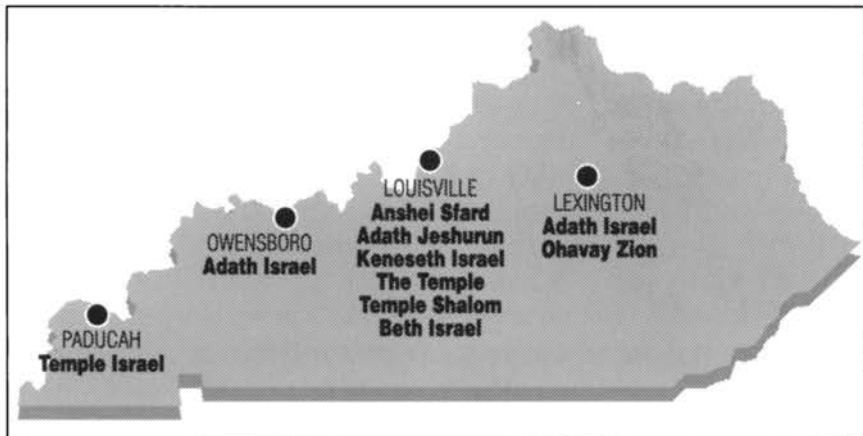 LOUISVILLE
Anshei Sfard
Adath Jeshurun
Keneseth Israel
The Temple
Temple Shalom
Beth Israel
LEXINGTON
Adath Israel
Ohavay Zion
OWENSBORO
Adath Israel
PADUCAH
Temple Israel